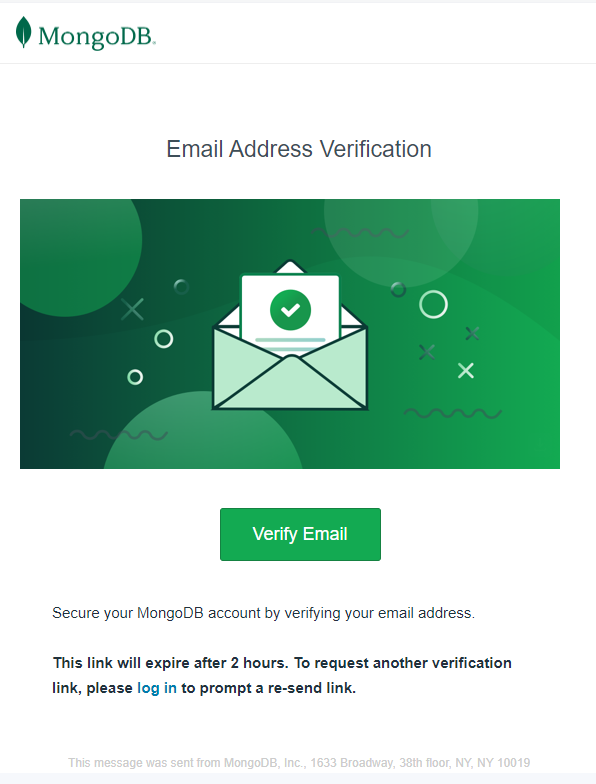 MongoDB.
Email Address Verification
Verify Email
Secure your MongoDB account by verifying your email address.
This link will expire after 2 hours. To request another verification
link, please log in to prompt a re-send link.
This message was sent from MongoDB, Inc., 1633 Broadway, 38th floor, NY, NY 10019